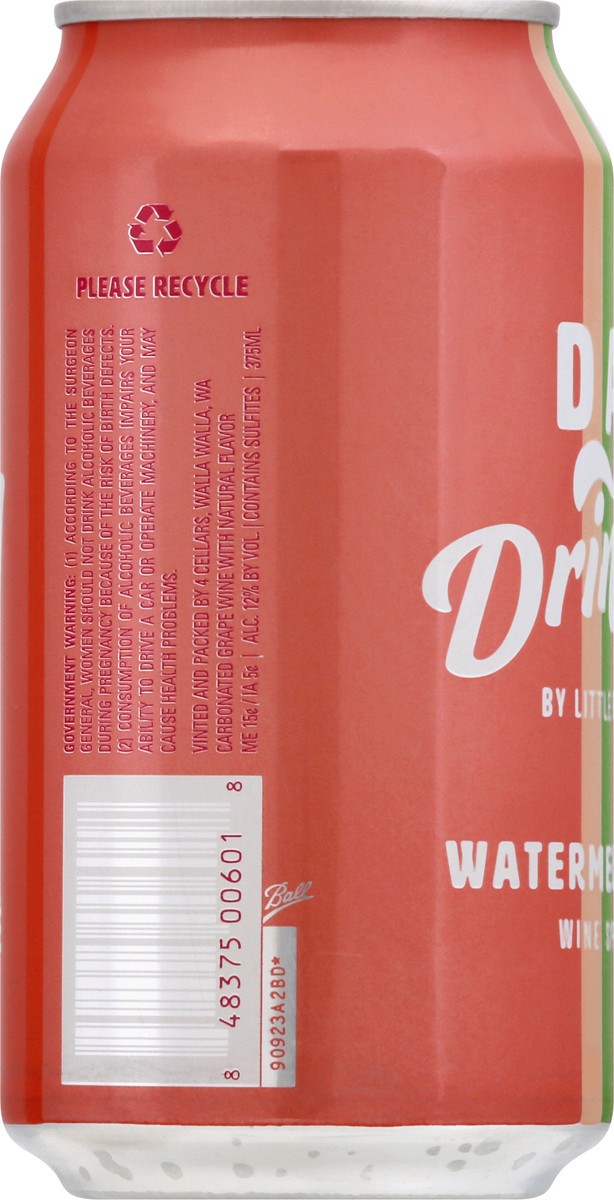 PLEASE RECYCLE
GOVERNMENT WARNING: (1) ACCORDING TO THE SURGEON
GENERAL, WOMEN SHOULD NOT DRINK ALCOHOLIC BEVERAGES
DURING PREGNANCY BECAUSE OF THE RISK OF BIRTH DEFECTS.
(2) CONSUMPTION OF ALCOHOLIC BEVERAGES IMPAIRS YOUR
ABILITY TO DRIVE A CAR OR OPERATE MACHINERY, AND MAY
CAUSE HEALTH PROBLEMS.
VINTED AND PACKED BY 4 CELLARS, WALLA WALLA, WA
CARBONATED GRAPE WINE WITH NATURAL FLAVOR
ME 15¢/IA 5¢ | ALC. 12% BY VOL. | CONTAINS SULFITES | 375ML
8 48375 00601 8
Ball
90923A2BD*
DA
Drin
BY LITTLE
WATERME
WINE S